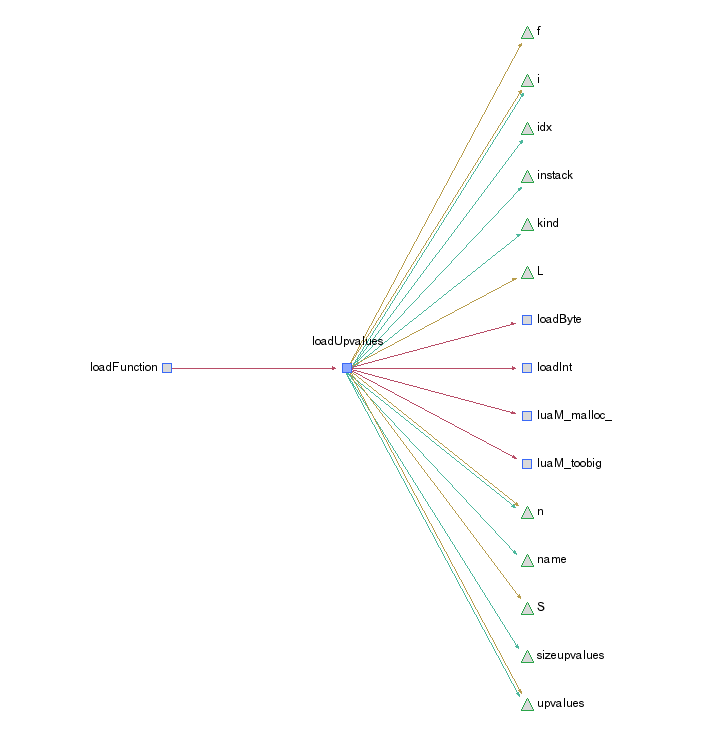 f
i
idx
instack
kind
L
loadByte
loadUpvalues
loadFunction
loadInt
luaM_malloc_
luaM_toobig
n
name
S
sizeupvalues
upvalues